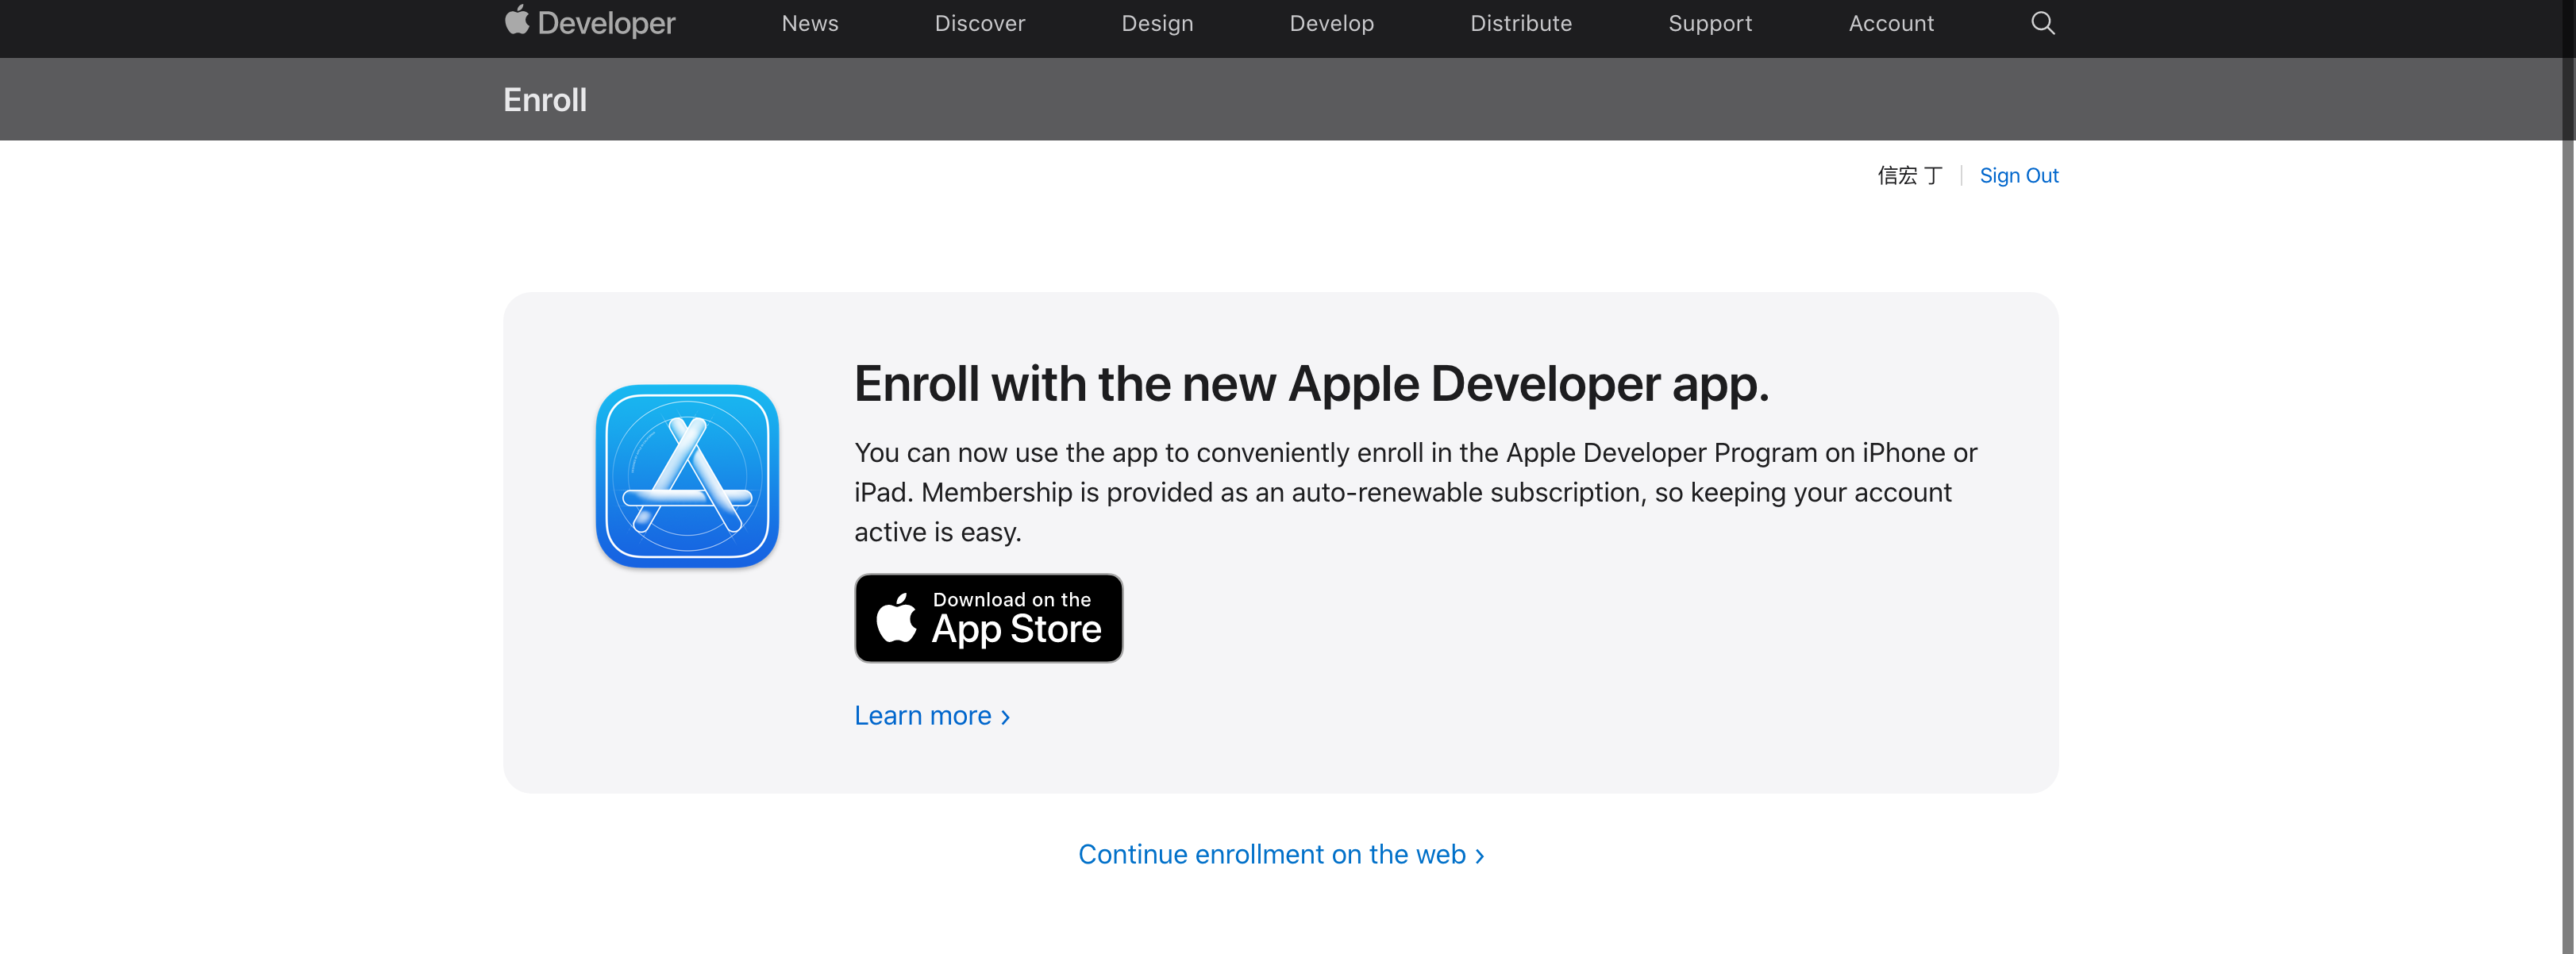 Developer
News
Discover
Design
Develop
Distribute
Support
Account
Enroll
信宏 丁
Sign Out
Enroll with the new Apple Developer app.
You can now use the app to conveniently enroll in the Apple Developer Program on iPhone or
iPad. Membership is provided as an auto-renewable subscription, so keeping your account
active is easy.
Download on the
App Store
Learn more ›
Continue enrollment on the web ›